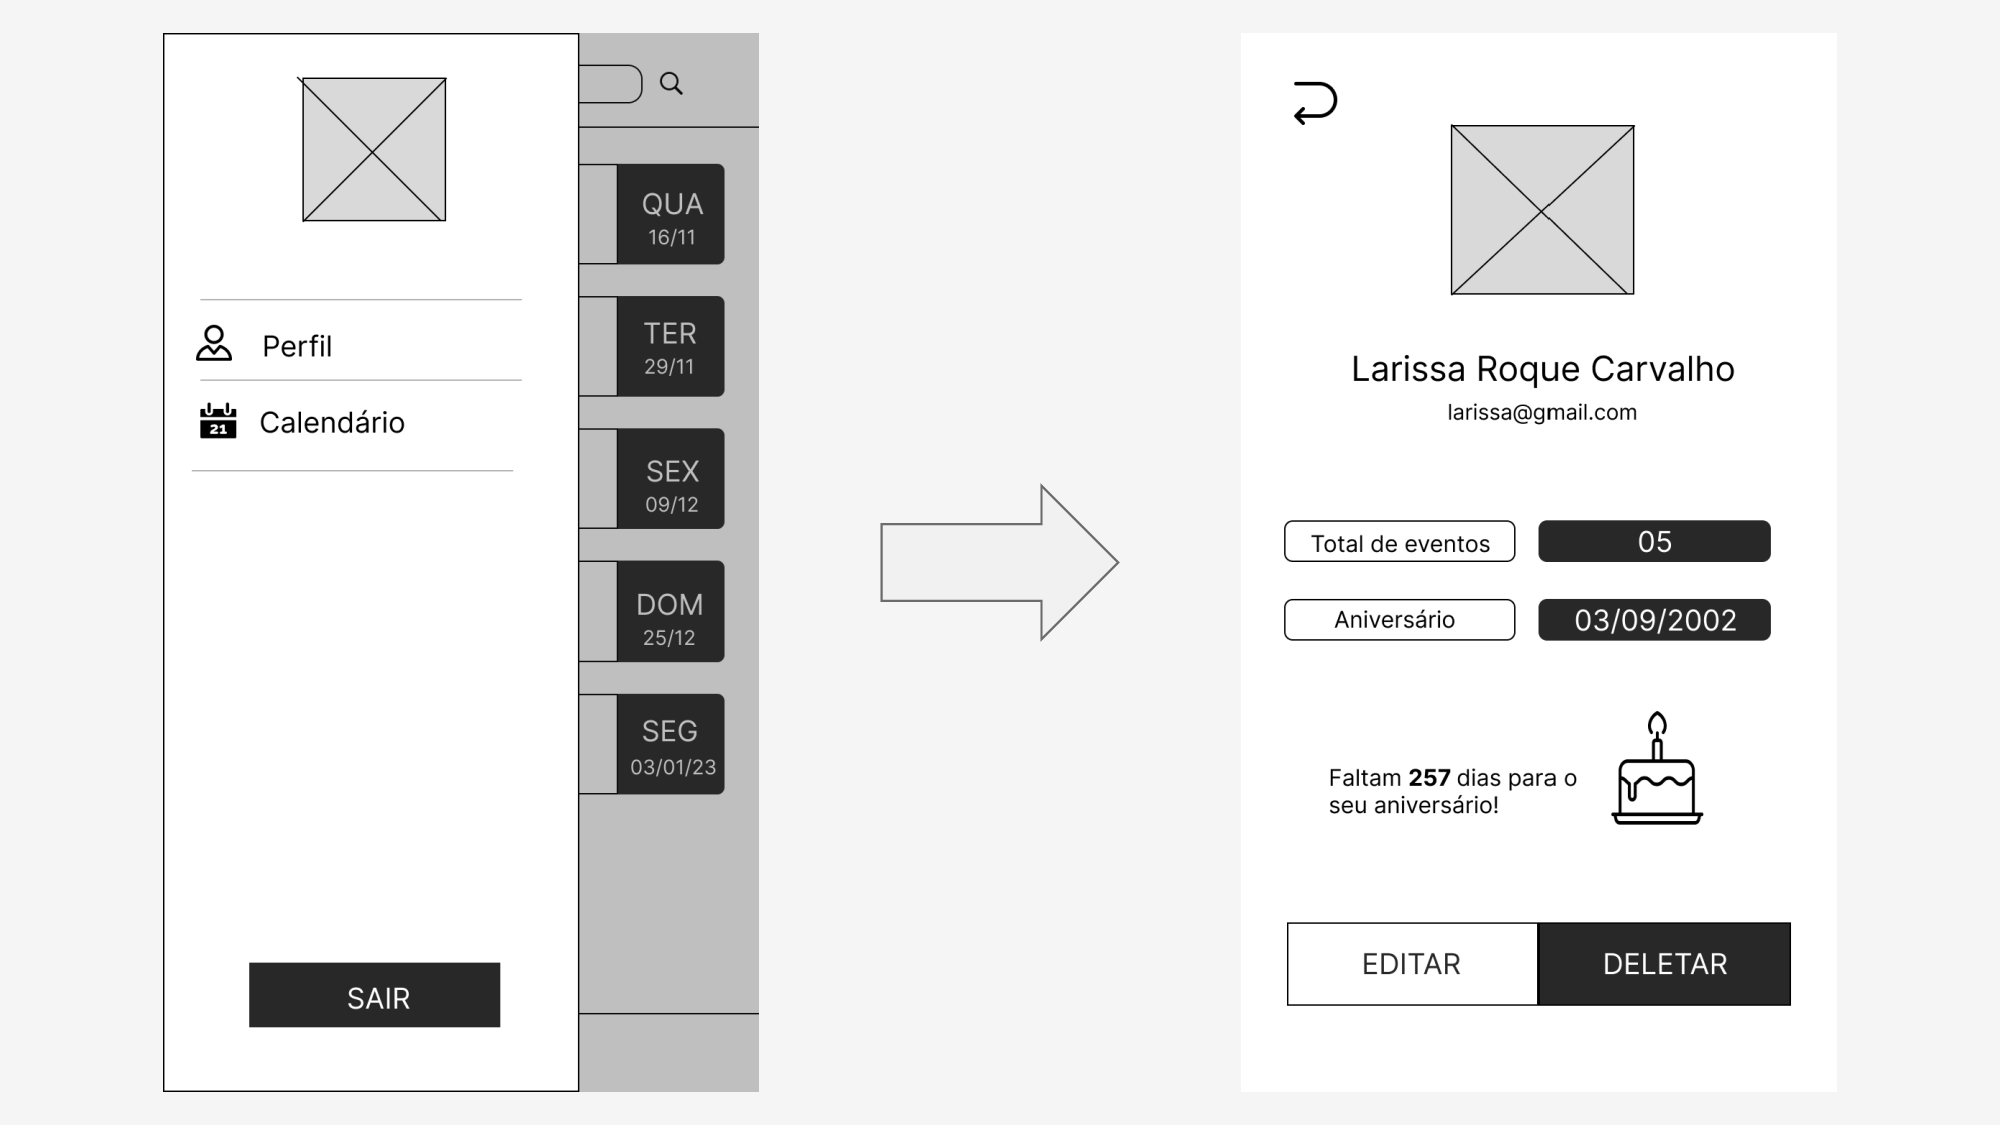 Perfil
21
Calendário
SAIR
QUA
16/11
TER
29/11
SEX
09/12
DOM
25/12
SEG
03/01/23
Larissa Roque Carvalho
larissa@gmail.com
Total de eventos
05
Aniversário
03/09/2002
Faltam 257 dias para o
seu aniversário!
EDITAR
DELETAR